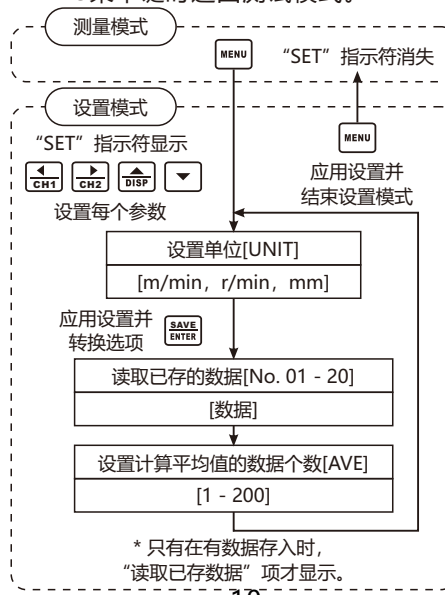 测量模式
MENU
“SET”指示符消失
设置模式
“SET”指示符显示
MENU
CH1 CH2 DISP
应用设置并
结束设置模式
设置每个参数
设置单位[UNIT]
[m/min，r/min，mm]
应用设置并
转换选项
SAVE
ENTER
读取已存的数据[No. 01 - 20]
[数据]
设置计算平均值的数据个数[AVE]
[1 - 200]
* 只有在有数据存入时，
“读取已存数据”项才显示。